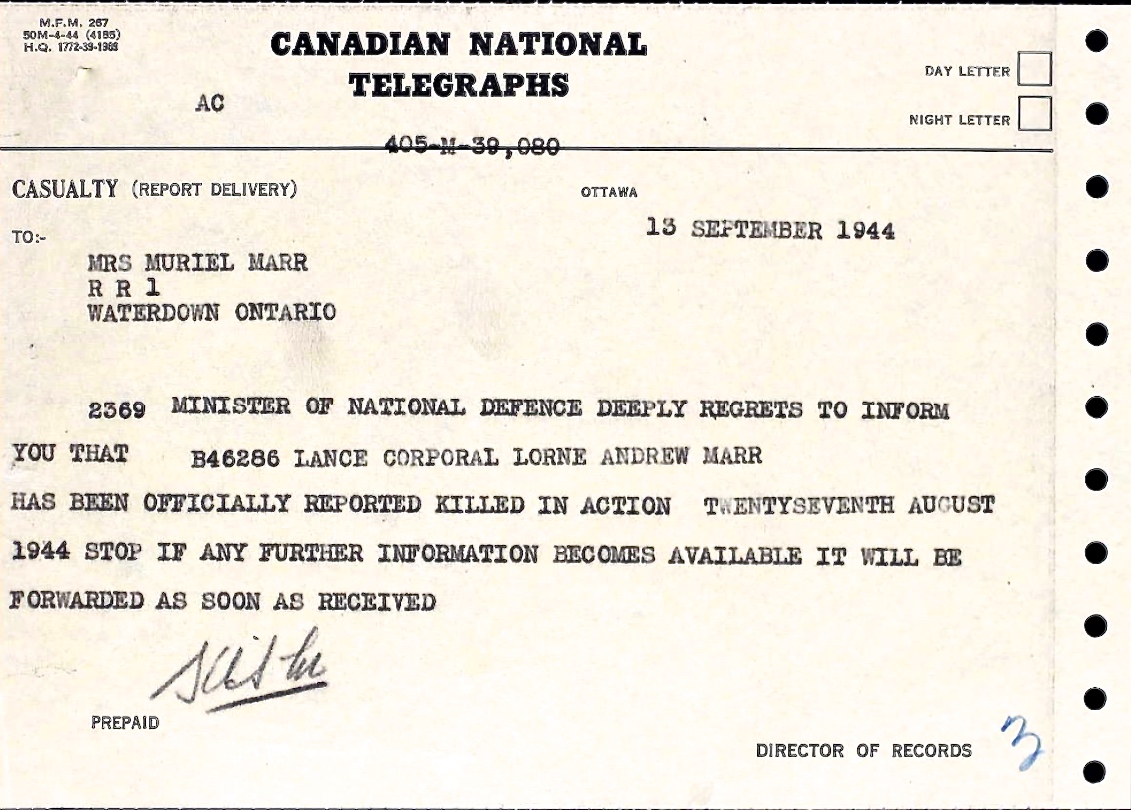 M.F.M. 267
50M-4-44 (4185)
H.Q. 1772-39-1968
CANADIAN NATIONAL
TELEGRAPHS
DAY LETTER
AC
NIGHT LETTER
405-M-39,080
CASUALTY (REPORT DELIVERY)
OTTAWA
13 SEPTEMBER 1944
TO:-
MRS MURIEL MARR
R R 1
WATERDOWN ONTARIO
2369 MINISTER OF NATIONAL DEFENCE DEEPLY REGRETS TO INFORM
YOU THAT B46286 LANCE CORPORAL LORNE ANDREW MARR
HAS BEEN OFFICIALLY REPORTED KILLED IN ACTION TWENTYSEVENTH AUGUST
1944 STOP IF ANY FURTHER INFORMATION BECOMES AVAILABLE IT WILL BE
FORWARDED AS SOON AS RECEIVED
PREPAID
DIRECTOR OF RECORDS
3